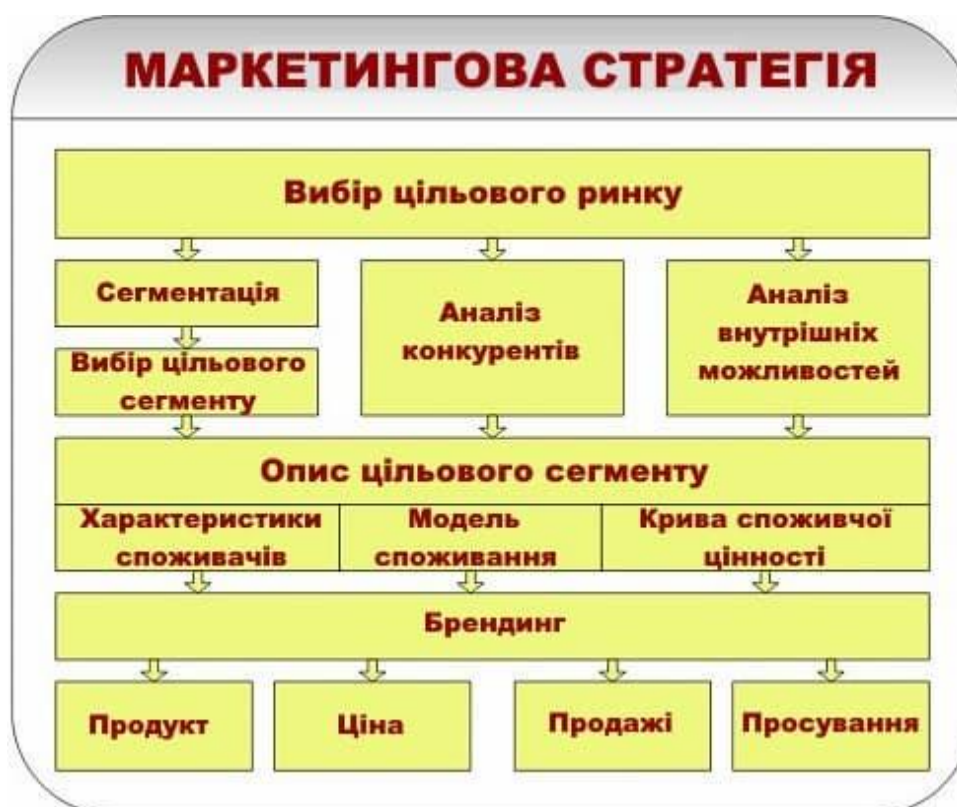 МАРКЕТИНГОВА СТРАТЕГІЯ
Вибір цільового ринку
Сегментація
Вибір цільового
сегменту
Аналіз
конкурентів
Аналіз
внутрішніх
можливостей
Опис цільового сегменту
Характеристики
споживачів
Модель
споживання
Крива споживчої
цінності
Брендинг
Продукт
Ціна
Продажі
Просування